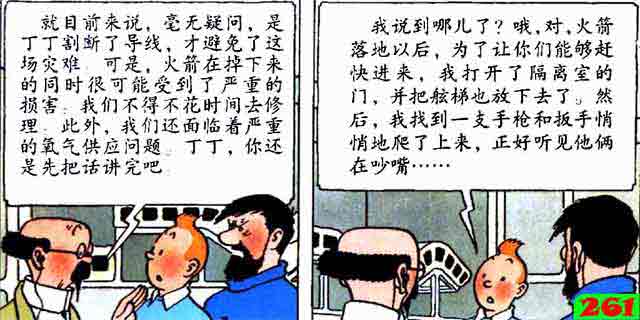 就目前来说，毫无疑问，是
丁丁割断了导线，才避免了这
场灾难. 可是，火箭在掉下来
的同时很可能受到了严重的
损害. 我们不得不花时间去修
理. 此外，我们还面临着严重
的氧气供应问题. 丁丁，你还
是先把话讲完吧.
我说到哪儿了？哦，对，火箭
落地以后，为了让你们能够赶
快进来，我打开了隔离室的
门，并把舷梯也放下去了。然
后，我找到一支手枪和扳手悄
悄地爬了上来，正好听见他俩
在吵嘴……
261